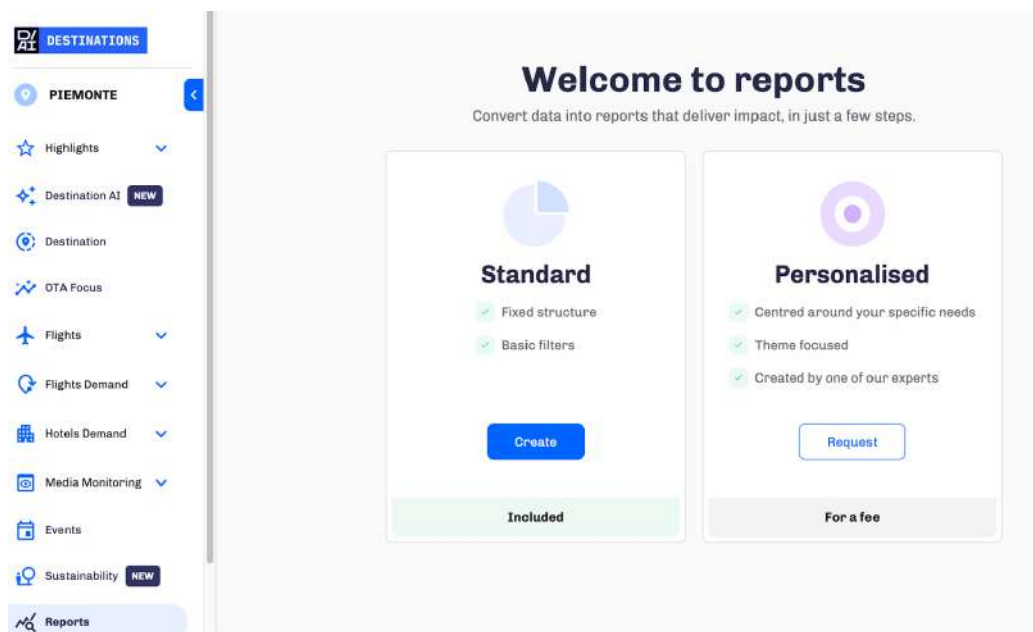 D/AI DESTINATIONS
PIEMONTE
Highlights
Destination AI NEW
Destination
OTA Focus
Flights
Flights Demand
Hotels Demand
Media Monitoring
Events
Sustainability NEW
Reports
Welcome to reports
Convert data into reports that deliver impact, in just a few steps.
Standard
Fixed structure
Basic filters
Create
Included
Personalised
Centred around your specific needs
Theme focused
Created by one of our experts
Request
For a fee